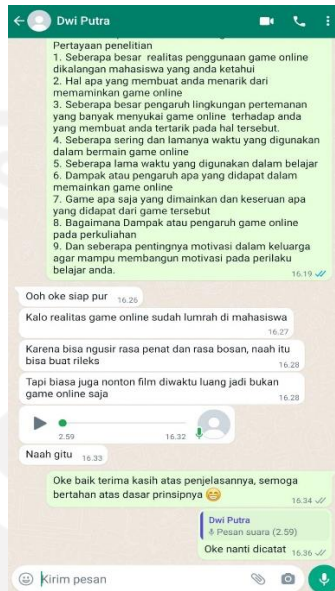 Dwi Putra
Pertayaan penelitian
1. Seberapa besar realitas penggunaan game online
dikalangan mahasiswa yang anda ketahui
2. Hal apa yang membuat anda menarik dari
memaminkan game online
3. Seberapa besar pengaruh lingkungan pertemanan
yang banyak menyukai game online terhadap anda
yang membuat anda tertarik pada hal tersebut.
4. Seberapa sering dan lamanya waktu yang digunakan
dalam bermain game online
5. Seberapa lama waktu yang digunakan dalam belajar
6. Dampak atau pengaruh apa yang didapat dalam
memainkan game online
7. Game apa saja yang dimainkan dan keseruan apa
yang didapat dari game tersebut
8. Bagaimana Dampak atau pengaruh game online
pada perkuliahan
9. Dan seberapa pentingnya motivasi dalam keluarga
agar mampu membangun motivasi pada perilaku
belajar anda.
16.19
Ooh oke siap pur 16.26
Kalo realitas game online sudah lumrah di mahasiswa
16.27
Karena bisa ngusir rasa penat dan rasa bosan, naah itu
bisa buat rileks 16.28
Tapi biasa juga nonton film diwaktu luang jadi bukan
game online saja 16.28
2.59 16.32
Naah gitu 16.33
Oke baik terima kasih atas penjelasannya, semoga
bertahan atas dasar prinsipnya 😁
16.34
Dwi Putra
Pesan suara (2.59)
Oke nanti dicatat 16.36
Kirim pesan